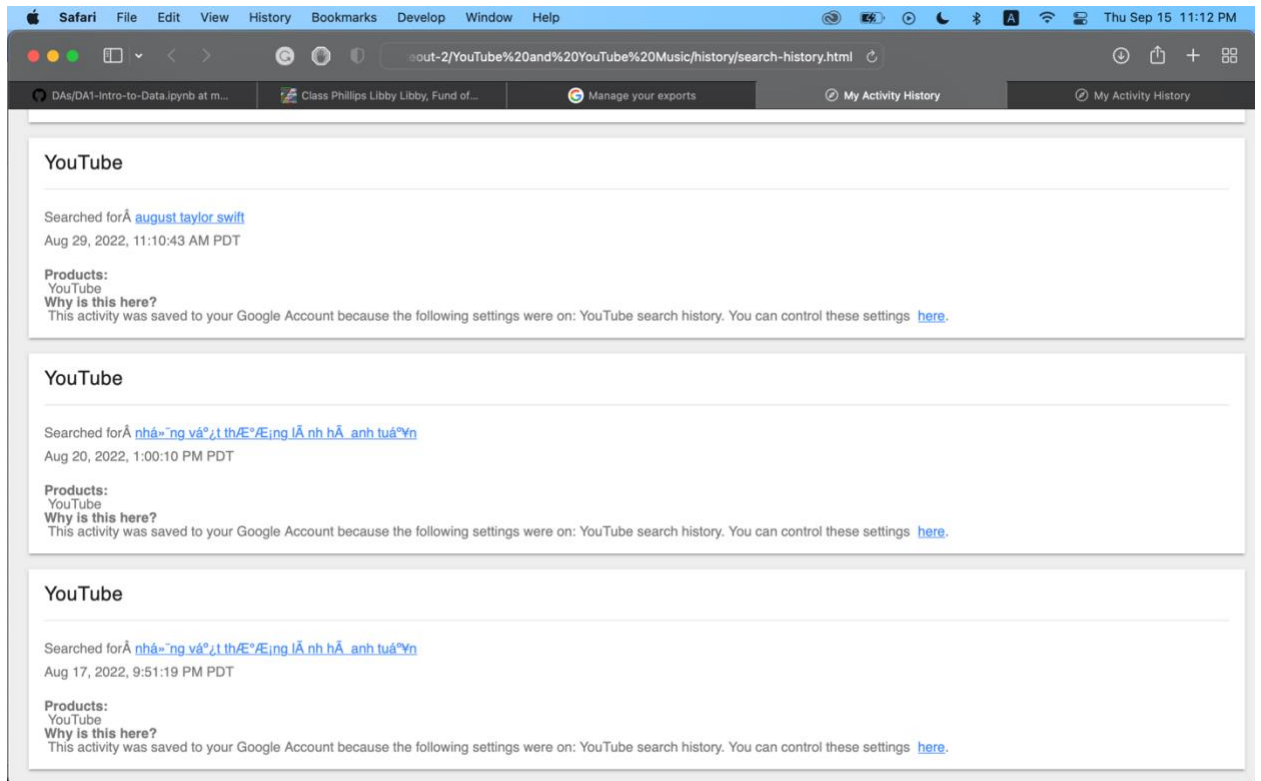 Safari File Edit View History Bookmarks Develop Window Help Thu Sep 15 11:12 PM
eout-2/YouTube%20and%20YouTube%20Music/history/search-history.html
DAs/DA1-Intro-to-Data.ipynb at m... Class Phillips Libby Libby, Fund of... Manage your exports My Activity History My Activity History
YouTube
Searched forÂ august taylor swift
Aug 29, 2022, 11:10:43 AM PDT
Products:
YouTube
Why is this here?
This activity was saved to your Google Account because the following settings were on: YouTube search history. You can control these settings here.
YouTube
Searched forÂ nhá»¯ng váº¿t thÆ°Æ¡ng lÃ nh hÃ  anh tuáº¥n
Aug 20, 2022, 1:00:10 PM PDT
Products:
YouTube
Why is this here?
This activity was saved to your Google Account because the following settings were on: YouTube search history. You can control these settings here.
YouTube
Searched forÂ nhá»¯ng váº¿t thÆ°Æ¡ng lÃ nh hÃ  anh tuáº¥n
Aug 17, 2022, 9:51:19 PM PDT
Products:
YouTube
Why is this here?
This activity was saved to your Google Account because the following settings were on: YouTube search history. You can control these settings here.